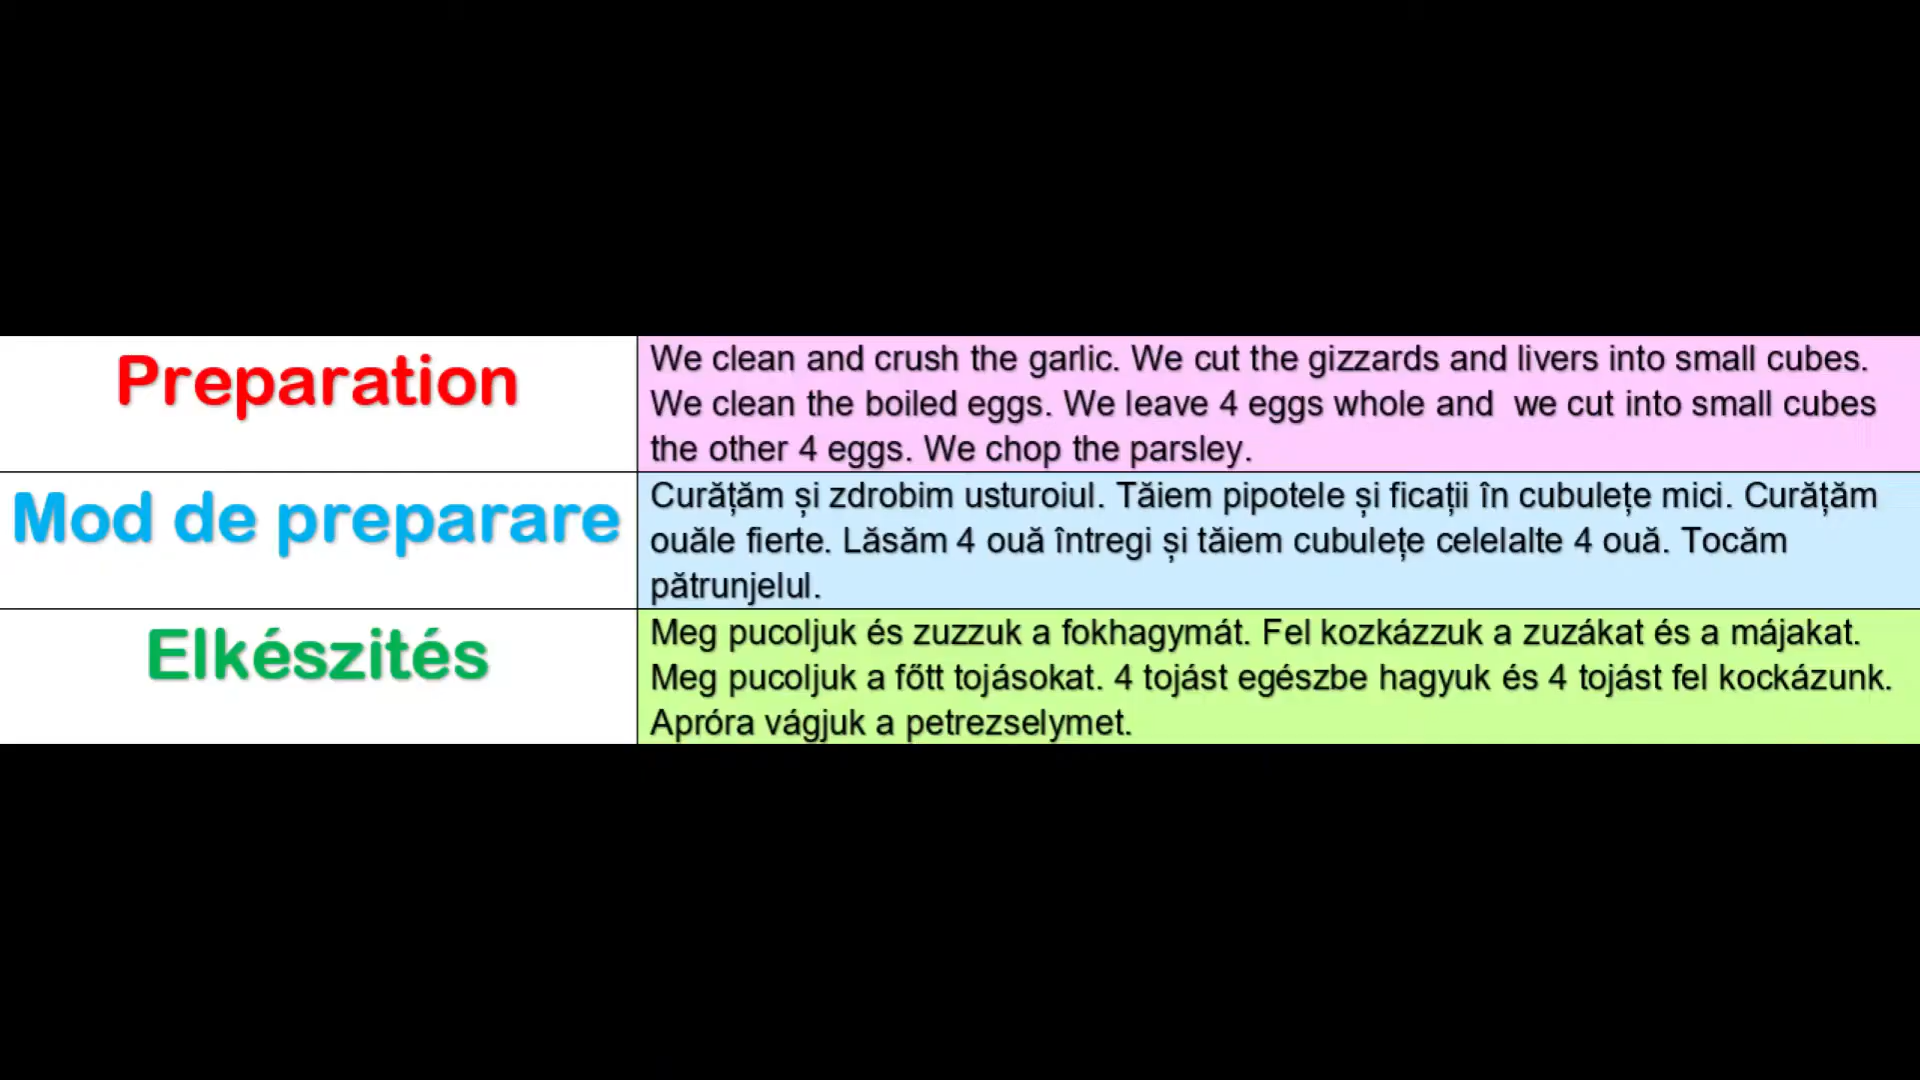 Preparation
We clean and crush the garlic. We cut the gizzards and livers into small cubes.
We clean the boiled eggs. We leave 4 eggs whole and  we cut into small cubes
the other 4 eggs. We chop the parsley.
Mod de preparare
Curățăm și zdrobim usturoiul. Tăiem pipotele și ficații în cubulețe mici. Curățăm
ouăle fierte. Lăsăm 4 ouă întregi și tăiem cubulețe celelalte 4 ouă. Tocăm
pătrunjelul.
Elkészités
Meg pucoljuk és zuzzuk a fokhagymát. Fel kozkázzuk a zuzákat és a májakat.
Meg pucoljuk a főtt tojásokat. 4 tojást egészbe hagyuk és 4 tojást fel kockázunk.
Apróra vágjuk a petrezselymet.